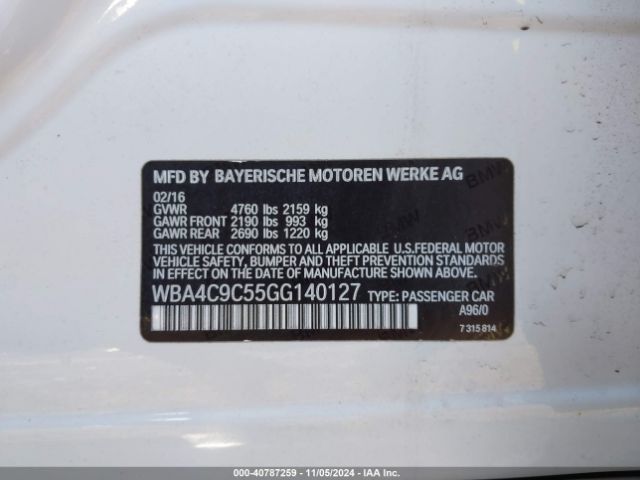 MFD BY BAYERISCHE MOTOREN WERKE AG
02/16
GVWR 4760 lbs 2159 kg
GAWR FRONT 2190 lbs 993 kg
GAWR REAR 2690 lbs 1220 kg
THIS VEHICLE CONFORMS TO ALL APPLICABLE U.S.FEDERAL MOTOR
VEHICLE SAFETY, BUMPER AND THEFT PREVENTION STANDARDS
IN EFFECT ON THE DATE OF MANUFACTURE SHOWN ABOVE.
WBA4C9C55GG140127 TYPE: PASSENGER CAR
A96/0
7 315 814
000-40787259 - 11/05/2024 - IAA Inc.